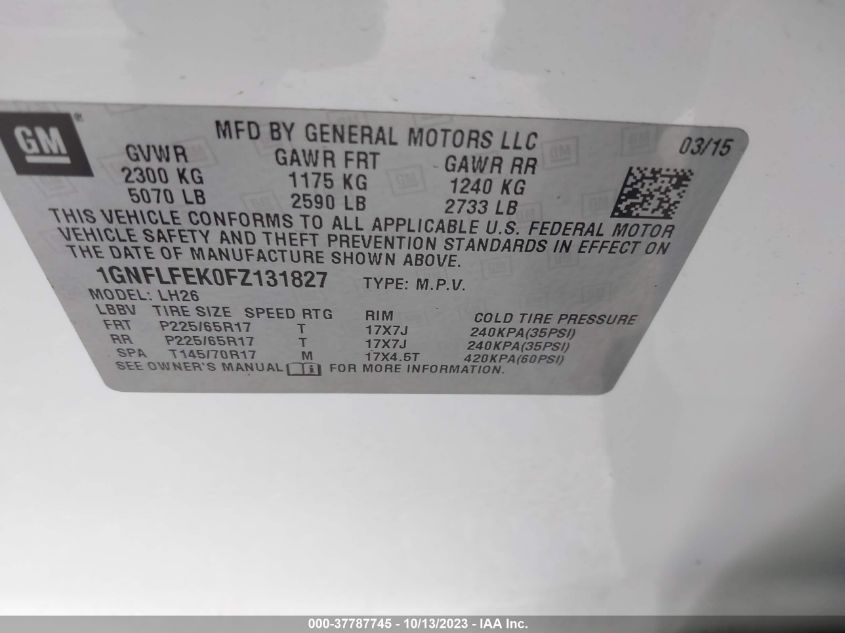 GM®
MFD BY GENERAL MOTORS LLC 03/15
GVWR GAWR FRT GAWR RR
2300 KG 1175 KG 1240 KG
5070 LB 2590 LB 2733 LB
THIS VEHICLE CONFORMS TO ALL APPLICABLE U.S. FEDERAL MOTOR
VEHICLE SAFETY AND THEFT PREVENTION STANDARDS IN EFFECT ON
THE DATE OF MANUFACTURE SHOWN ABOVE.
1GNFLFEK0FZ131827 TYPE: M.P.V.
MODEL: LH26
LBBV TIRE SIZE SPEED RTG RIM COLD TIRE PRESSURE
FRT P225/65R17 T 17X7J 240KPA(35PSI)
RR P225/65R17 T 17X7J 240KPA(35PSI)
SPA T145/70R17 M 17X4.5T 420KPA(60PSI)
SEE OWNER'S MANUAL FOR MORE INFORMATION.
000-37787745 - 10/13/2023 - IAA Inc.